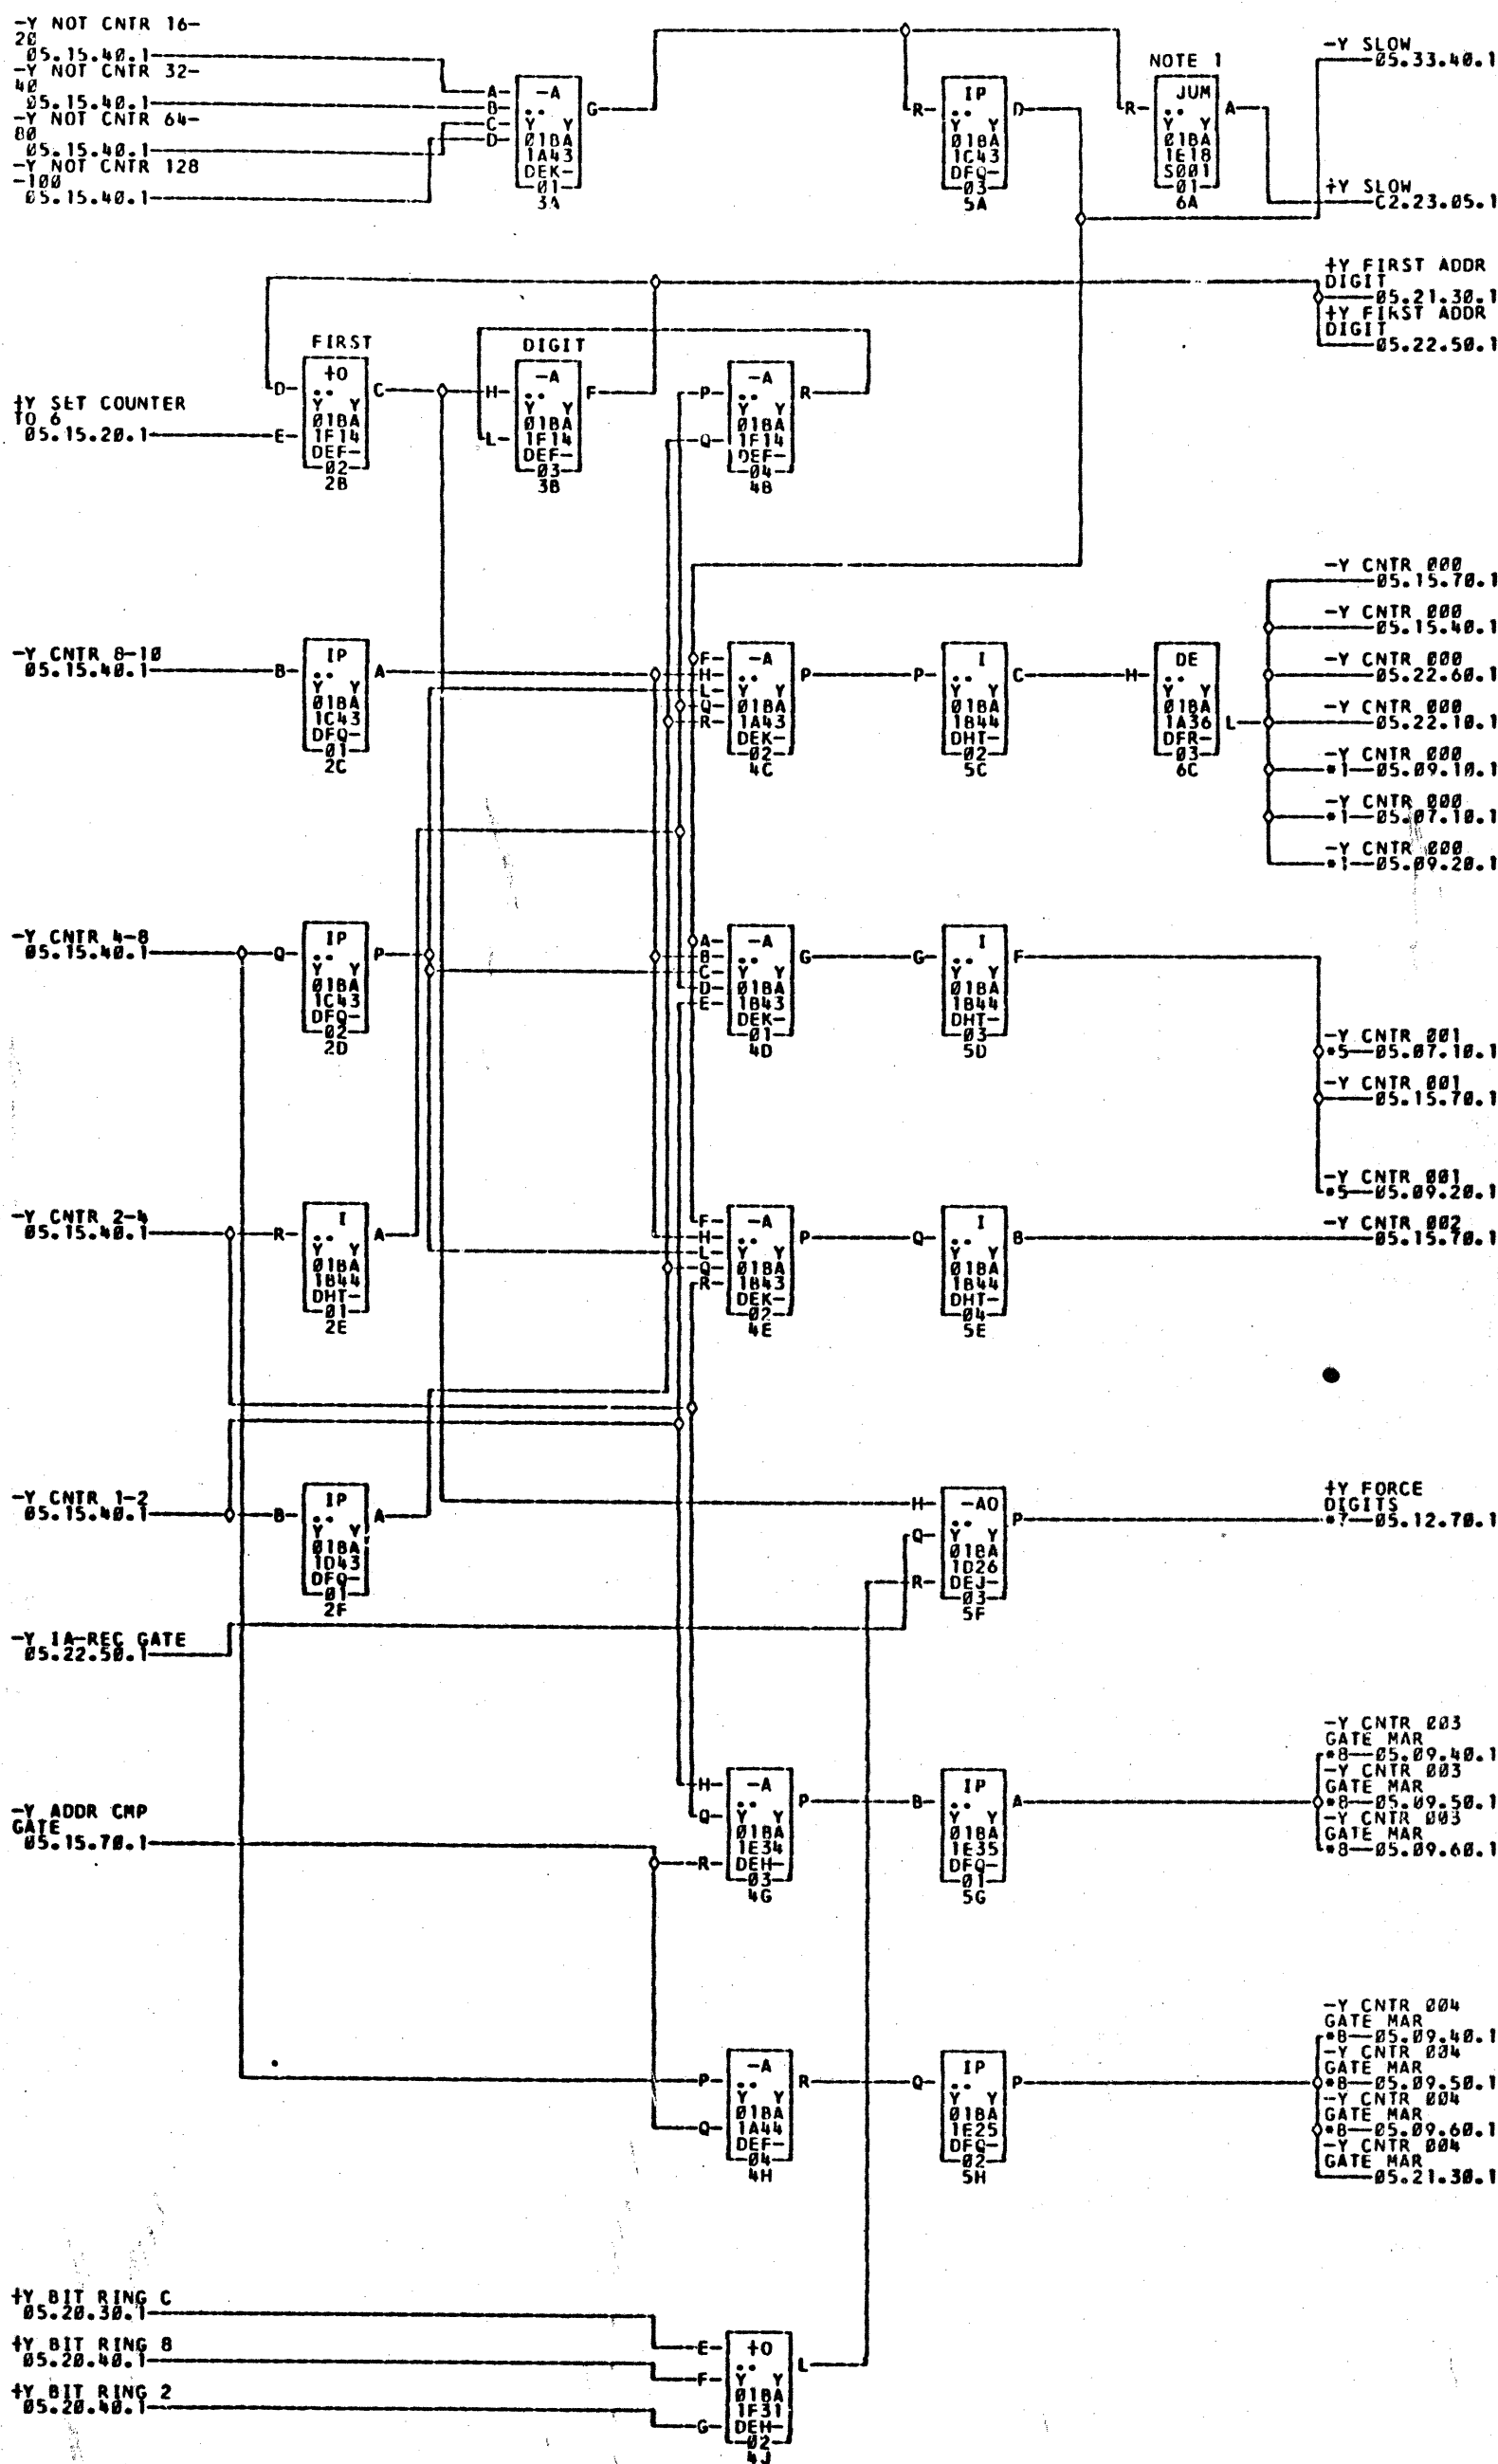 -Y NOT CNTR 16-
20
05.15.40.1
-Y NOT CNTR 32-
40
05.15.40.1
-Y NOT CNTR 64-
80
05.15.40.1
-Y NOT CNTR 128
-100
05.15.40.1
A
B
C
D
-A
..
Y Y
01BA
1A43
DEK-
01
3A
G
R
IP
..
Y Y
01BA
1C43
DFQ-
03
5A
D
NOTE 1
R
JUM
..
Y Y
01BA
1E18
S001
01
6A
A
-Y SLOW
05.33.40.1
+Y SLOW
C2.23.05.1
+Y FIRST ADDR
DIGIT
05.21.30.1
+Y FIRST ADDR
DIGIT
05.22.50.1
+Y SET COUNTER
TO 6
05.15.20.1
FIRST
D
E
+O
..
Y Y
01BA
1F14
DEF-
02
2B
C
DIGIT
H
L
-A
..
Y Y
01BA
1F14
DEF-
03
3B
F
P
Q
-A
..
Y Y
01BA
1F14
DEF-
04
4B
R
-Y CNTR 8-10
05.15.40.1
B
IP
..
Y Y
01BA
1C43
DFQ-
01
2C
A
F
H
L
Q
R
-A
..
Y Y
01BA
1A43
DEK-
02
4C
P
P
I
..
Y Y
01BA
1B44
DHT-
02
5C
C
H
DE
..
Y Y
01BA
1A36
DFR-
03
6C
L
-Y CNTR 000
05.15.70.1
-Y CNTR 000
05.15.40.1
-Y CNTR 000
05.22.60.1
-Y CNTR 000
05.22.10.1
-Y CNTR 000
*1-05.09.10.1
-Y CNTR 000
*1-05.07.10.1
-Y CNTR 000
*1-05.09.20.1
-Y CNTR 4-8
05.15.40.1
Q
IP
..
Y Y
01BA
1C43
DFQ-
02
2D
P
A
B
C
D
E
-A
..
Y Y
01BA
1B43
DEK-
01
4D
G
G
I
..
Y Y
01BA
1B44
DHT-
03
5D
F
-Y CNTR 001
*5-05.07.10.1
-Y CNTR 001
05.15.70.1
-Y CNTR 001
*5-05.09.20.1
-Y CNTR 2-4
05.15.40.1
R
I
..
Y Y
01BA
1B44
DHT-
01
2E
A
F
H
L
Q
R
-A
..
Y Y
01BA
1B43
DEK-
02
4E
P
Q
I
..
Y Y
01BA
1B44
DHT-
04
5E
B
-Y CNTR 002
05.15.70.1
-Y CNTR 1-2
05.15.40.1
B
IP
..
Y Y
01BA
1D43
DFQ-
01
2F
A
H
Q
R
-AO
..
Y Y
01BA
1D26
DEJ-
03
5F
P
+Y FORCE
DIGITS
*7-05.12.70.1
-Y 1A-REC GATE
05.22.50.1
-Y ADDR CMP
GATE
05.15.70.1
H
Q
R
-A
..
Y Y
01BA
1E34
DEH-
03
4G
P
B
IP
..
Y Y
01BA
1E35
DFQ-
01
5G
A
-Y CNTR 003
GATE MAR
*8-05.09.40.1
-Y CNTR 003
GATE MAR
*8-05.09.50.1
-Y CNTR 003
GATE MAR
*8-05.09.60.1
P
Q
-A
..
Y Y
01BA
1A44
DEF-
04
4H
R
Q
IP
..
Y Y
01BA
1E25
DFQ-
02
5H
P
-Y CNTR 004
GATE MAR
*8-05.09.40.1
-Y CNTR 004
GATE MAR
*8-05.09.50.1
-Y CNTR 004
GATE MAR
*8-05.09.60.1
-Y CNTR 004
GATE MAR
05.21.30.1
+Y BIT RING C
05.20.30.1
+Y BIT RING 8
05.20.40.1
+Y BIT RING 2
05.20.40.1
E
F
G
+O
..
Y Y
01BA
1F31
DEH-
02
4J
L